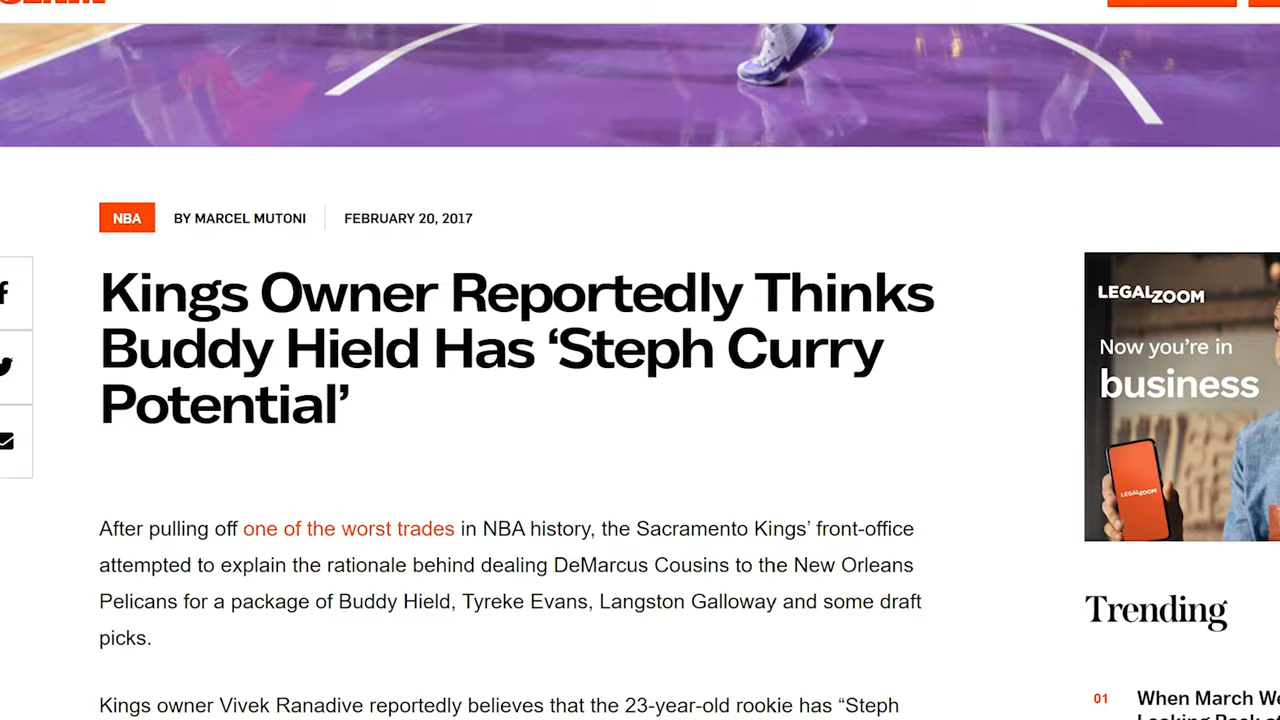 NBA
BY MARCEL MUTONI
FEBRUARY 20, 2017
Kings Owner Reportedly Thinks
Buddy Hield Has ‘Steph Curry
Potential’
After pulling off one of the worst trades in NBA history, the Sacramento Kings’ front-office
attempted to explain the rationale behind dealing DeMarcus Cousins to the New Orleans
Pelicans for a package of Buddy Hield, Tyreke Evans, Langston Galloway and some draft
picks.
Kings owner Vivek Ranadive reportedly believes that the 23-year-old rookie has “Steph
LEGALZOOM
Now you’re in
business
LEGALZOOM
Trending
01
When March